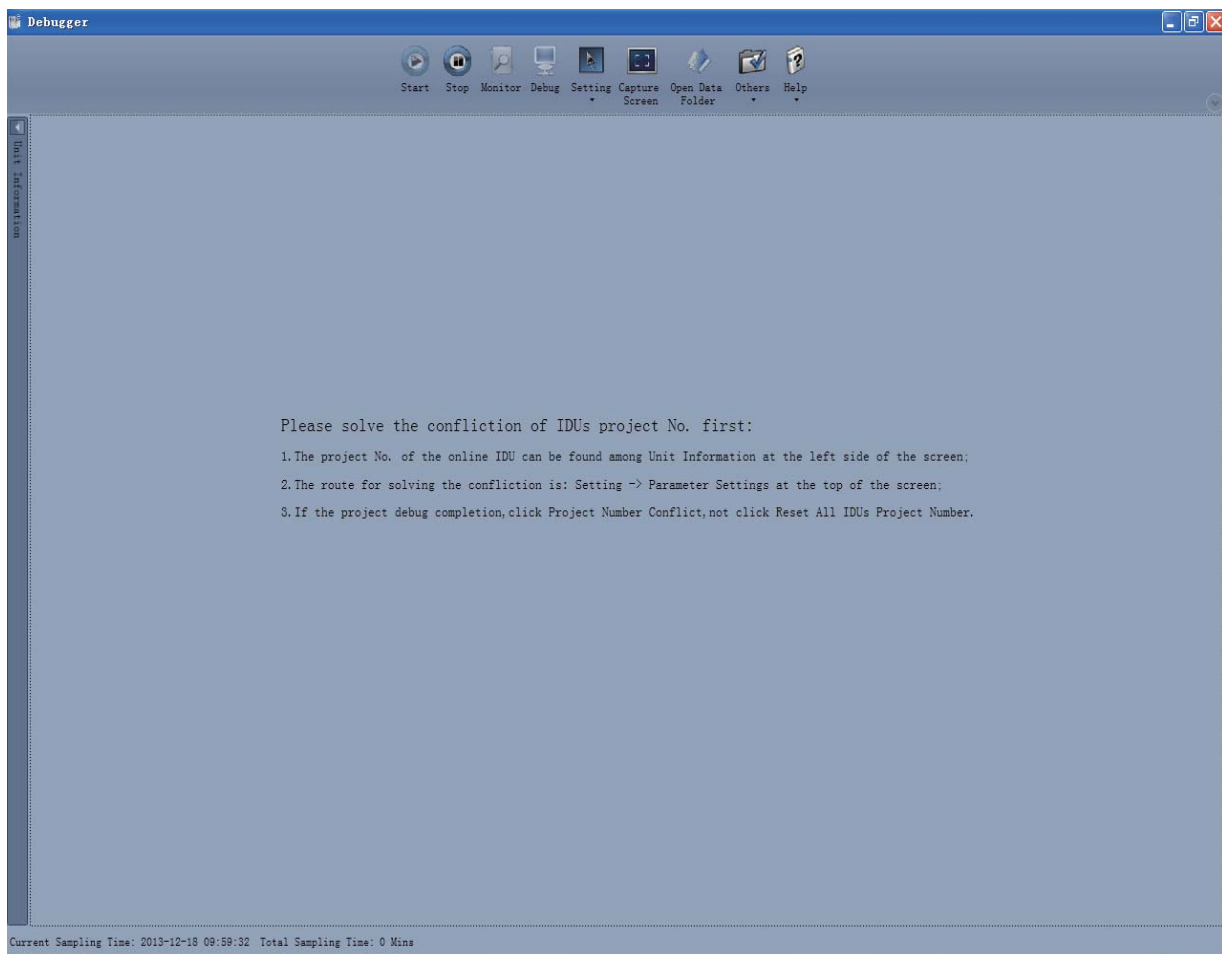 Debugger
Start Stop Monitor Debug Setting Capture Screen Open Data Folder Others Help
Unit Information
Please solve the confliction of IDUs project No. first:
1.The project No. of the online IDU can be found among Unit Information at the left side of the screen;
2.The route for solving the confliction is: Setting -> Parameter Settings at the top of the screen;
3.If the project debug completion,click Project Number Conflict,not click Reset All IDUs Project Number.
Current Sampling Time: 2013-12-18 09:59:32 Total Sampling Time: 0 Mins